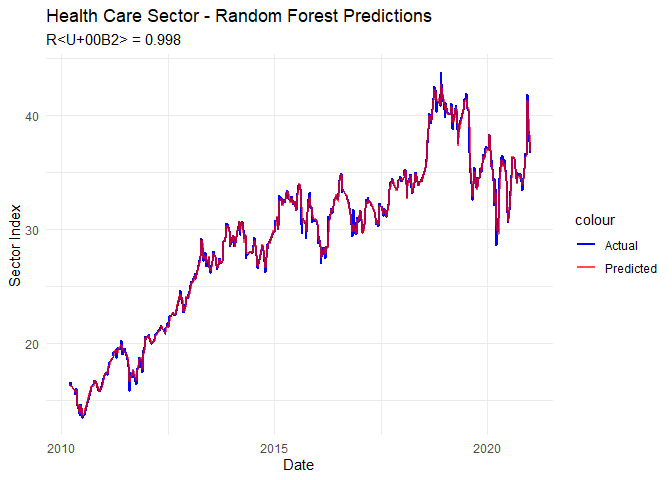 Health Care Sector - Random Forest Predictions
R<U+00B2> = 0.998
40
30
20
Sector Index
2010
2015
2020
Date
colour
Actual
Predicted